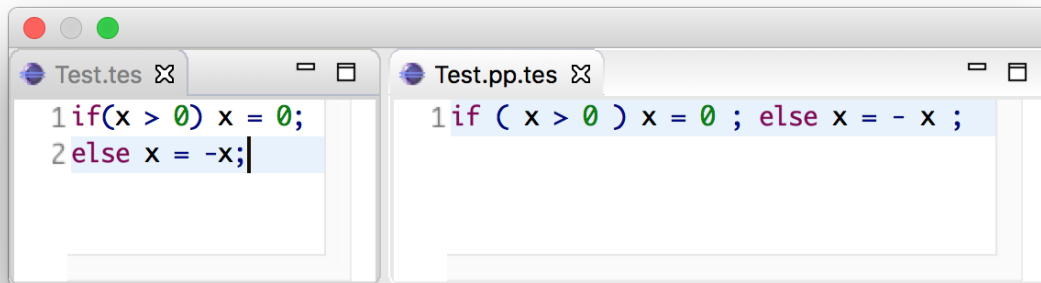 Test.tes
1 if(x > 0) x = 0;
2 else x = -x;
Test.pp.tes
1 if ( x > 0 ) x = 0 ; else x = - x ;